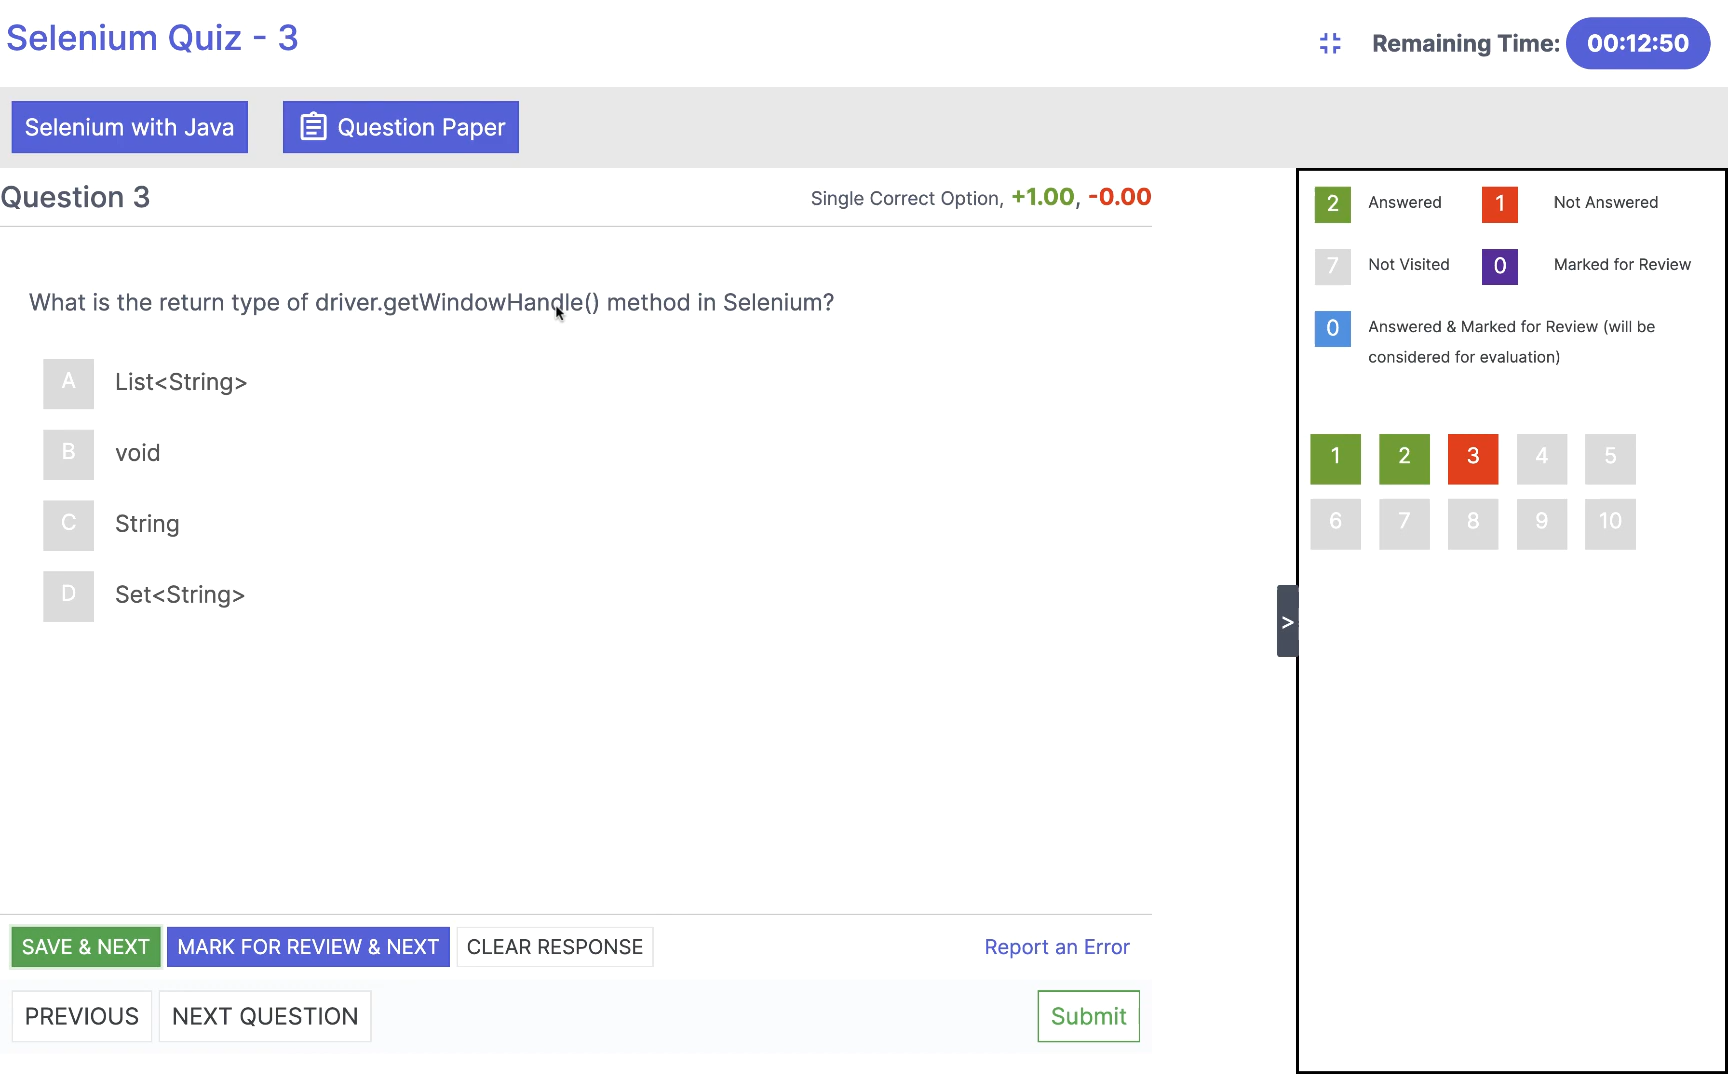 Selenium Quiz - 3
Remaining Time: 00:12:50
Selenium with Java
Question Paper
Question 3
Single Correct Option, +1.00, -0.00
What is the return type of driver.getWindowHandle() method in Selenium?
A List<String>
B void
C String
D Set<String>
SAVE & NEXT
MARK FOR REVIEW & NEXT
CLEAR RESPONSE
Report an Error
PREVIOUS
NEXT QUESTION
Submit
2 Answered
1 Not Answered
7 Not Visited
0 Marked for Review
0 Answered & Marked for Review (will be
considered for evaluation)
1 2 3 4 5
6 7 8 9 10
>